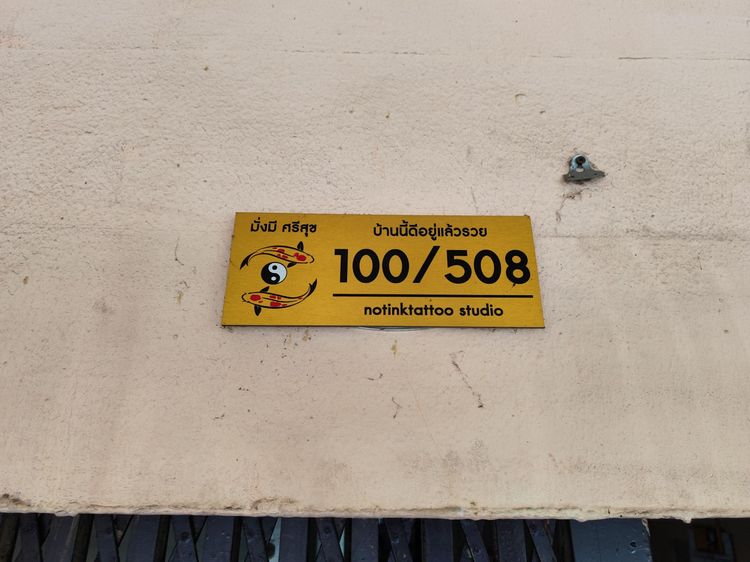 มั่งมี ศรีสุข
บ้านนี้ดีอยู่แล้วรวย
100/508
notinktattoo studio